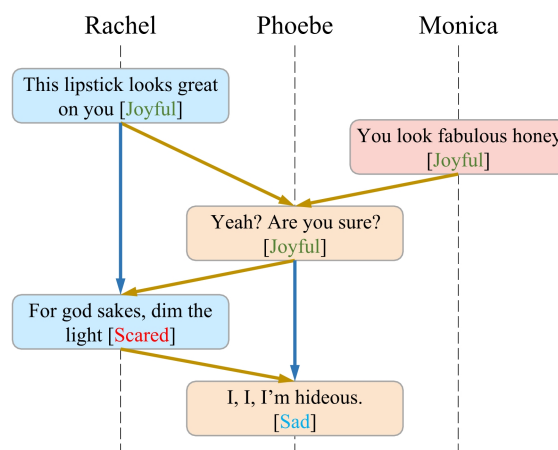 Rachel Phoebe Monica
This lipstick looks great
on you [Joyful]
You look fabulous honey
[Joyful]
Yeah? Are you sure?
[Joyful]
For god sakes, dim the
light [Scared]
I, I, I’m hideous.
[Sad]